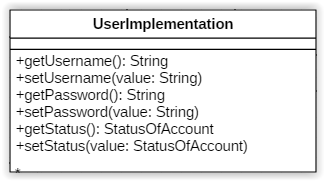 UserImplementation
+getUsername(): String
+setUsername(value: String)
+getPassword(): String
+setPassword(value: String)
+getStatus(): StatusOfAccount
+setStatus(value: StatusOfAccount)
*